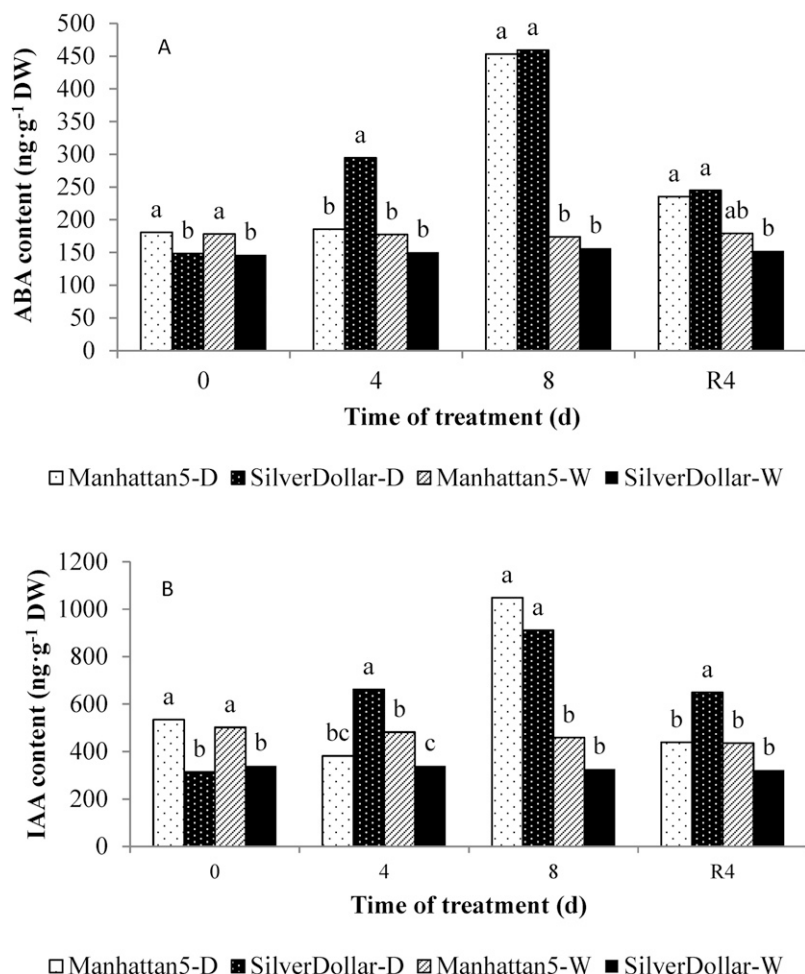 A
ABA content (ng·g⁻¹ DW)
500
450
400
350
300
250
200
150
100
50
0
a b a b
b a b b
a a b b
a a ab b
0 4 8 R4
Time of treatment (d)
Manhattan5-D SilverDollar-D Manhattan5-W SilverDollar-W
B
IAA content (ng·g⁻¹ DW)
1200
1000
800
600
400
200
0
a b a b
bc a b c
a a b b
b a b b
0 4 8 R4
Time of treatment (d)
Manhattan5-D SilverDollar-D Manhattan5-W SilverDollar-W